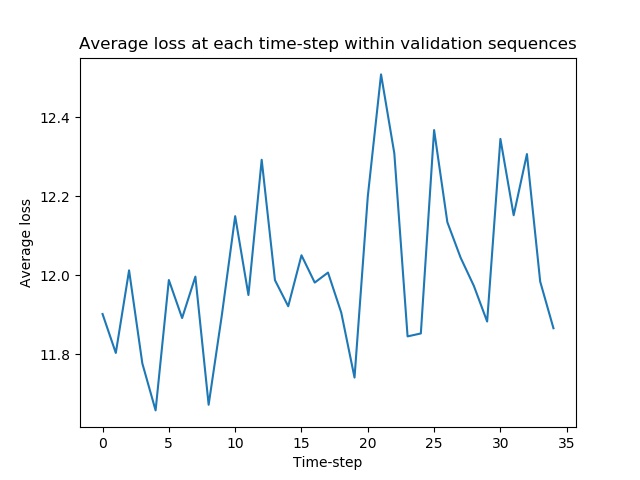 Average loss at each time-step within validation sequences
12.4
12.2
12.0
11.8
Average loss
0 5 10 15 20 25 30 35
Time-step